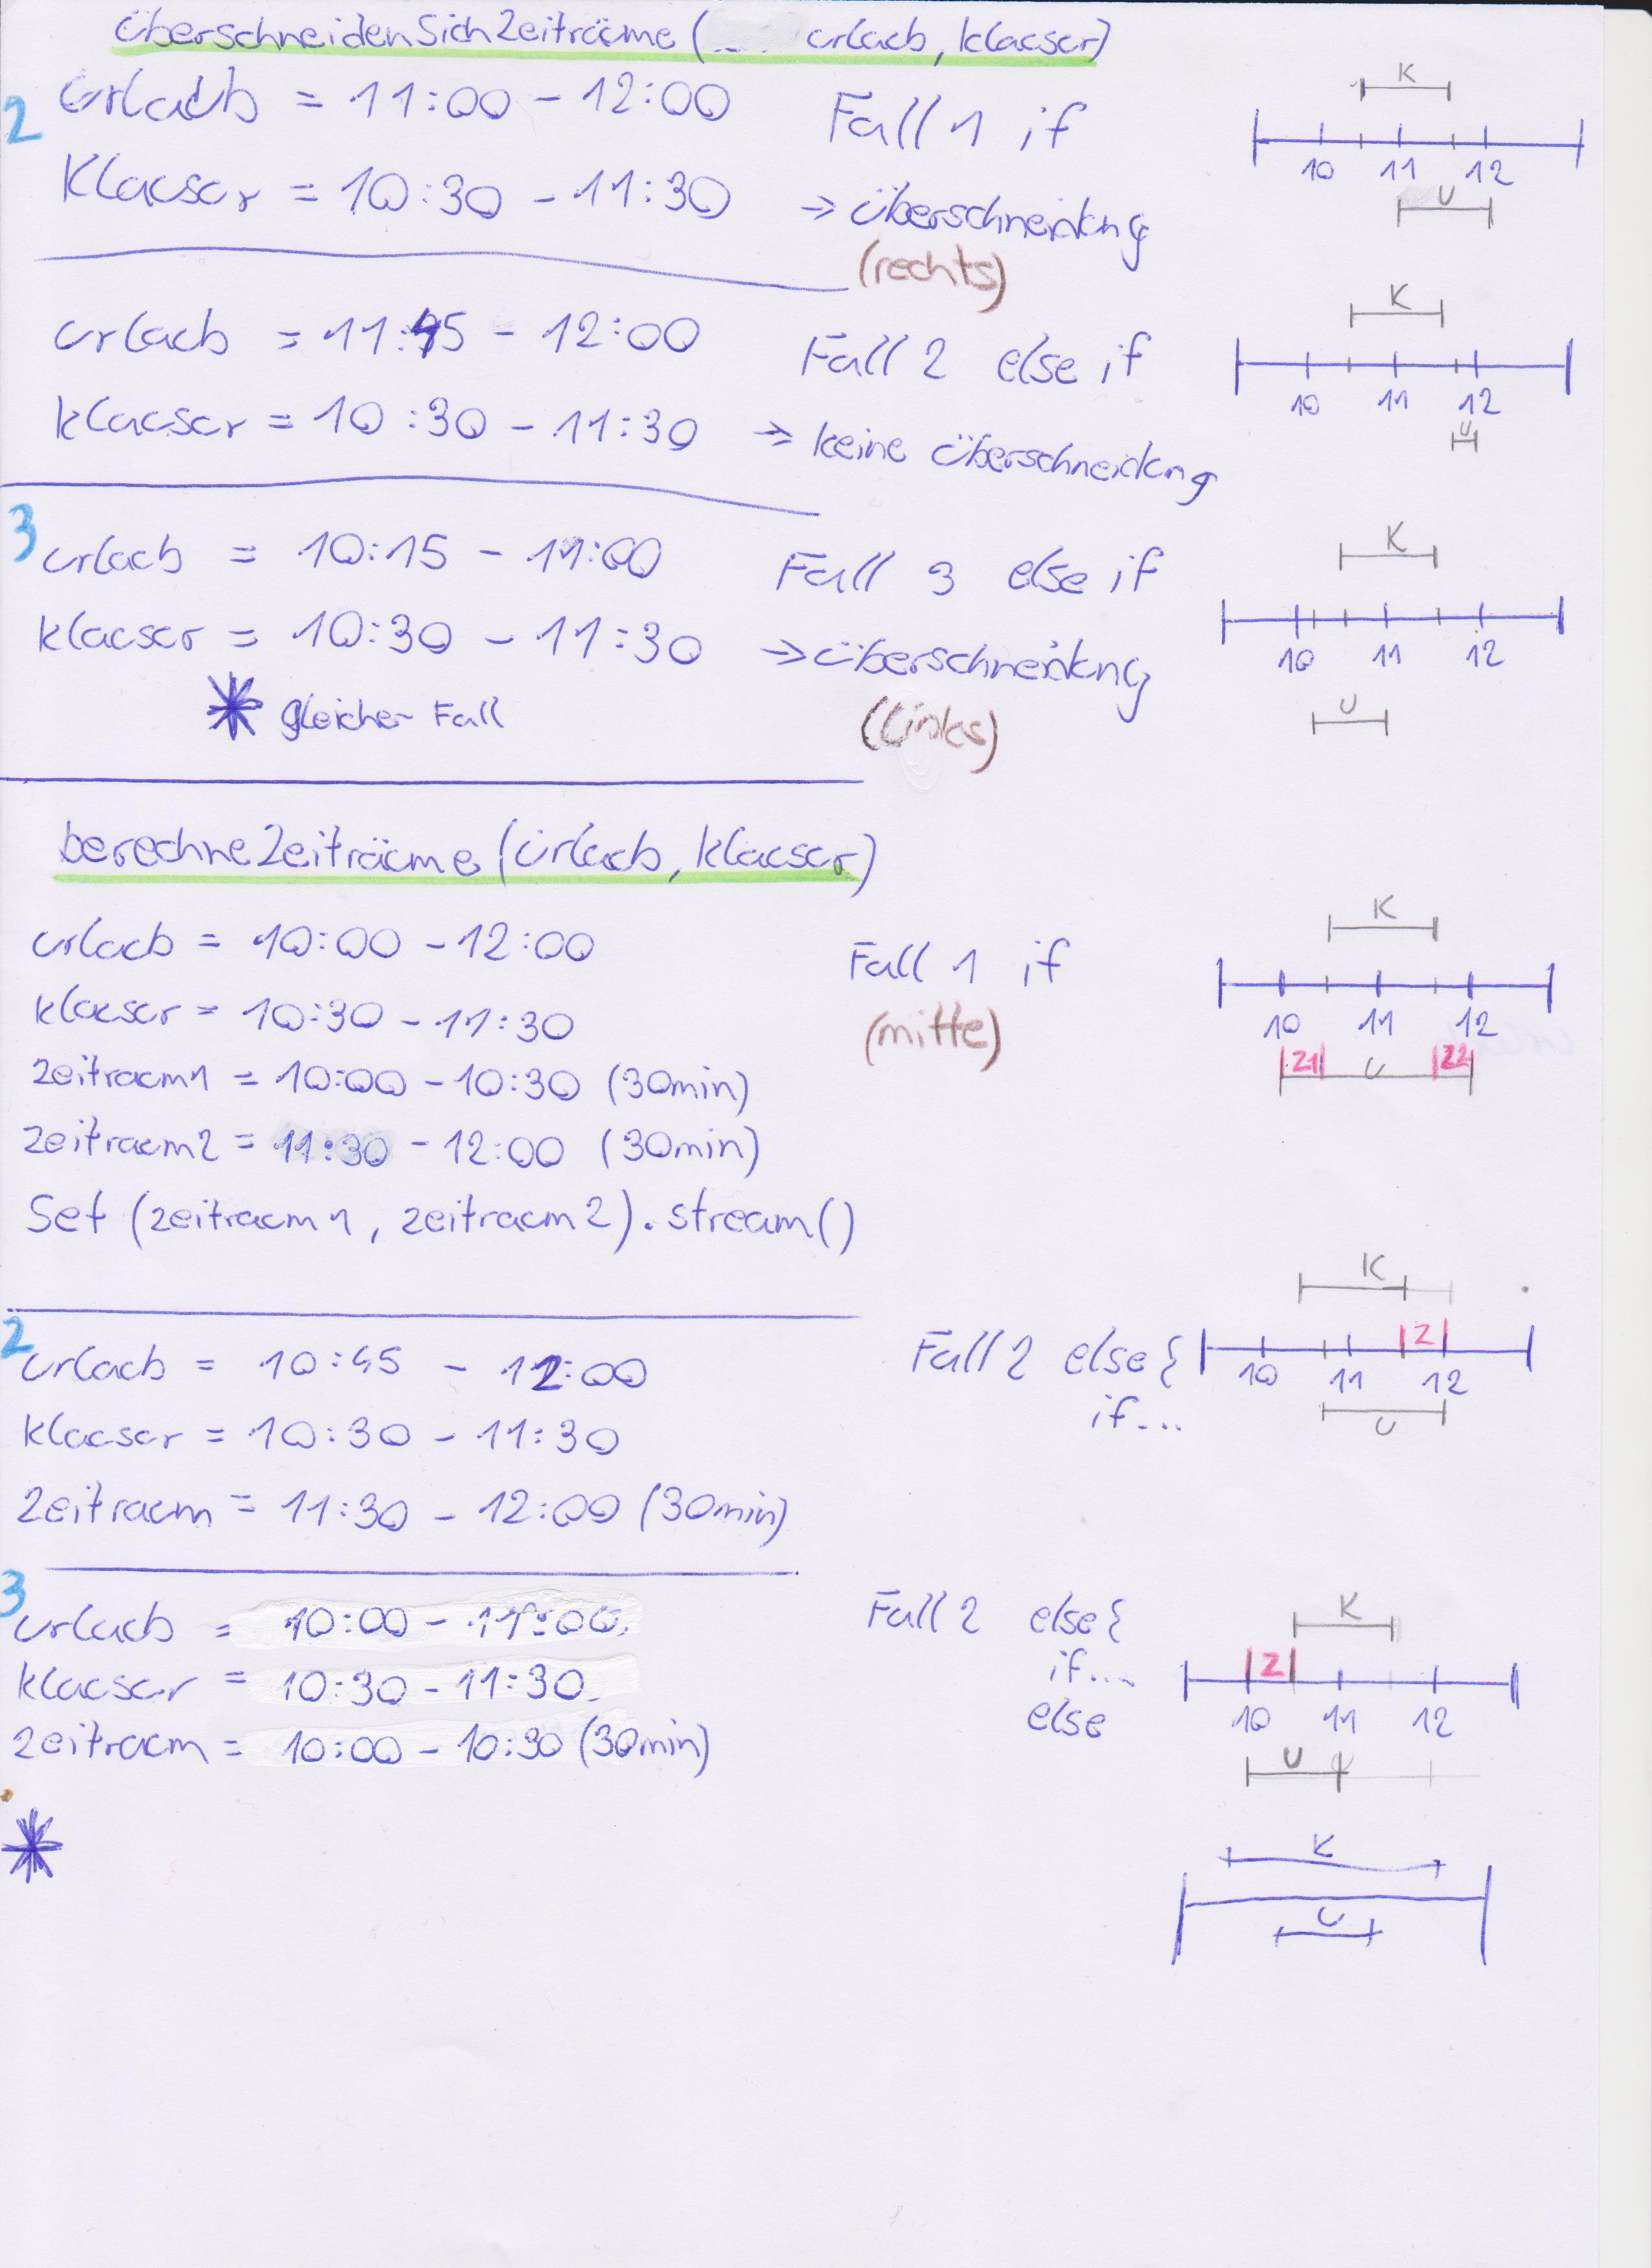 überschneidenSichZeiträume(... urlaub, klausur)
2 Urlaub = 11:00 - 12:00 Fall 1 if
Klausur = 10:30 - 11:30 → überschneidung
(rechts)
K
10 11 12
U
urlaub = 11:45 - 12:00 Fall 2 else if
klausur = 10:30 - 11:30 → keine überschneidung
K
10 11 12
U
3 urlaub = 10:15 - 11:00 Fall 3 else if
klausur = 10:30 - 11:30 → überschneidung
* gleicher Fall (links)
K
10 11 12
U
berechneZeiträume(urlaub, klausur)
urlaub = 10:00 - 12:00 Fall 1 if
klausur = 10:30 - 11:30 (mitte)
zeitraum1 = 10:00 - 10:30 (30min)
zeitraum2 = 11:30 - 12:00 (30min)
Set (zeitraum1, zeitraum2).stream()
K
10 11 12
Z1 U Z2
2 urlaub = 10:45 - 12:00 Fall 2 else {
klausur = 10:30 - 11:30 if...
zeitraum = 11:30 - 12:00 (30min)
K
Z
10 11 12
U
3 urlaub = 10:00 - 11:00 Fall 2 else {
klausur = 10:30 - 11:30 if...
zeitraum = 10:00 - 10:30 (30min) else
K
Z
10 11 12
U
*
K
U